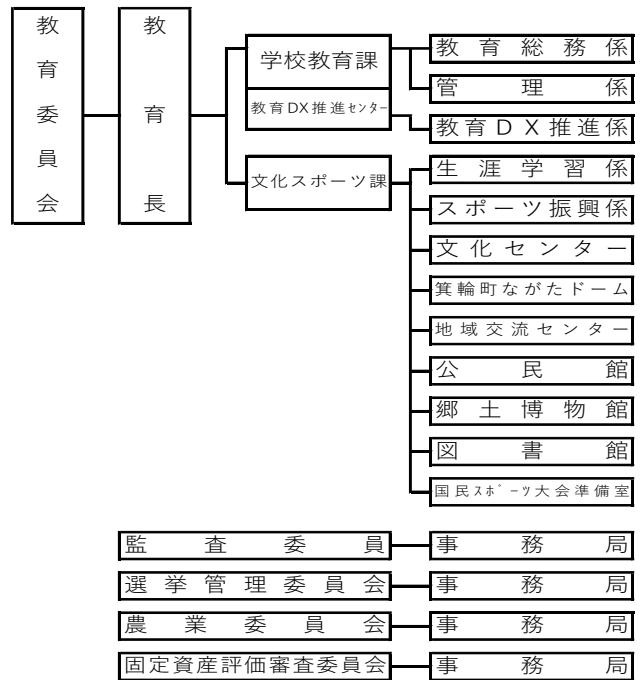 教育委員会
教育長
学校教育課
教育総務係
管理係
教育DX推進センター
教育DX推進係
文化スポーツ課
生涯学習係
スポーツ振興係
文化センター
箕輪町ながたドーム
地域交流センター
公民館
郷土博物館
図書館
国民スポーツ大会準備室
監査委員
事務局
選挙管理委員会
事務局
農業委員会
事務局
固定資産評価審査委員会
事務局